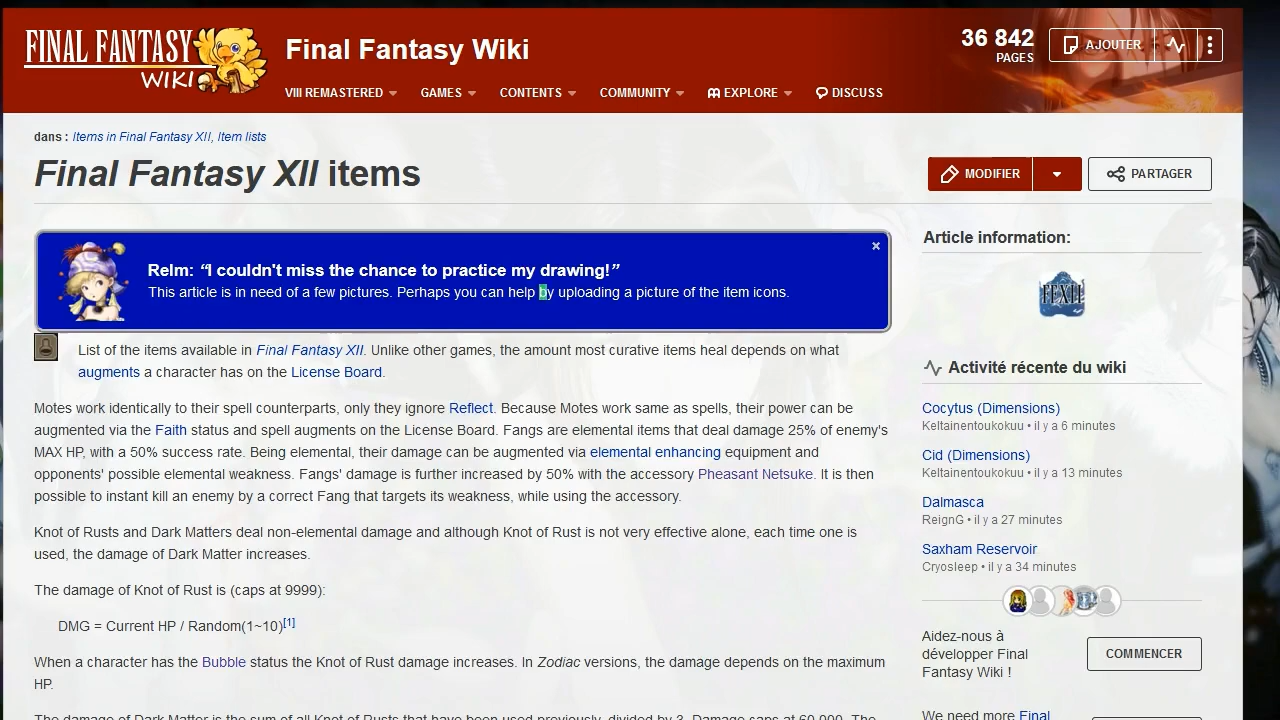 FINAL FANTASY
WIKI
Final Fantasy Wiki
36 842
PAGES
AJOUTER
VIII REMASTERED
GAMES
CONTENTS
COMMUNITY
EXPLORE
DISCUSS
dans : Items in Final Fantasy XII, Item lists
Final Fantasy XII items
MODIFIER
PARTAGER
Relm: “I couldn't miss the chance to practice my drawing!”
This article is in need of a few pictures. Perhaps you can help by uploading a picture of the item icons.
×
List of the items available in Final Fantasy XII. Unlike other games, the amount most curative items heal depends on what
augments a character has on the License Board.
Motes work identically to their spell counterparts, only they ignore Reflect. Because Motes work same as spells, their power can be
augmented via the Faith status and spell augments on the License Board. Fangs are elemental items that deal damage 25% of enemy's
MAX HP, with a 50% success rate. Being elemental, their damage can be augmented via elemental enhancing equipment and
opponents' possible elemental weakness. Fangs' damage is further increased by 50% with the accessory Pheasant Netsuke. It is then
possible to instant kill an enemy by a correct Fang that targets its weakness, while using the accessory.
Knot of Rusts and Dark Matters deal non-elemental damage and although Knot of Rust is not very effective alone, each time one is
used, the damage of Dark Matter increases.
The damage of Knot of Rust is (caps at 9999):
DMG = Current HP / Random(1~10)[1]
When a character has the Bubble status the Knot of Rust damage increases. In Zodiac versions, the damage depends on the maximum
HP.
The damage of Dark Matter is the sum of all Knot of Rusts that have been used previously, divided by 3. Damage caps at 60,000. The
Article information:
FFXII
Activité récente du wiki
Cocytus (Dimensions)
Keltainentoukokuu • il y a 6 minutes
Cid (Dimensions)
Keltainentoukokuu • il y a 13 minutes
Dalmasca
ReignG • il y a 27 minutes
Saxham Reservoir
Cryosleep • il y a 34 minutes
Aidez-nous à
développer Final
Fantasy Wiki !
COMMENCER
We need more Final